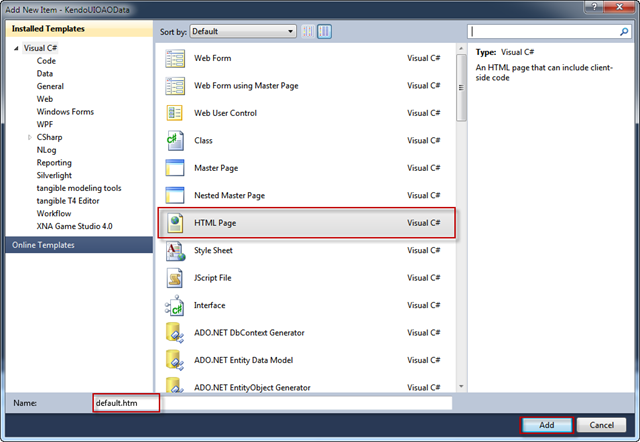 Add New Item - KendoUIOAOData
Installed Templates
Visual C#
Code
Data
General
Web
Windows Forms
WPF
CSharp
NLog
Reporting
Silverlight
tangible modeling tools
tangible T4 Editor
Workflow
XNA Game Studio 4.0
Online Templates
Sort by: Default
Web Form Visual C#
Web Form using Master Page Visual C#
Web User Control Visual C#
Class Visual C#
Master Page Visual C#
Nested Master Page Visual C#
HTML Page Visual C#
Style Sheet Visual C#
JScript File Visual C#
Interface Visual C#
ADO.NET DbContext Generator Visual C#
ADO.NET Entity Data Model Visual C#
ADO.NET EntityObject Generator Visual C#
Type: Visual C#
An HTML page that can include client-
side code
Name: default.htm
Add Cancel